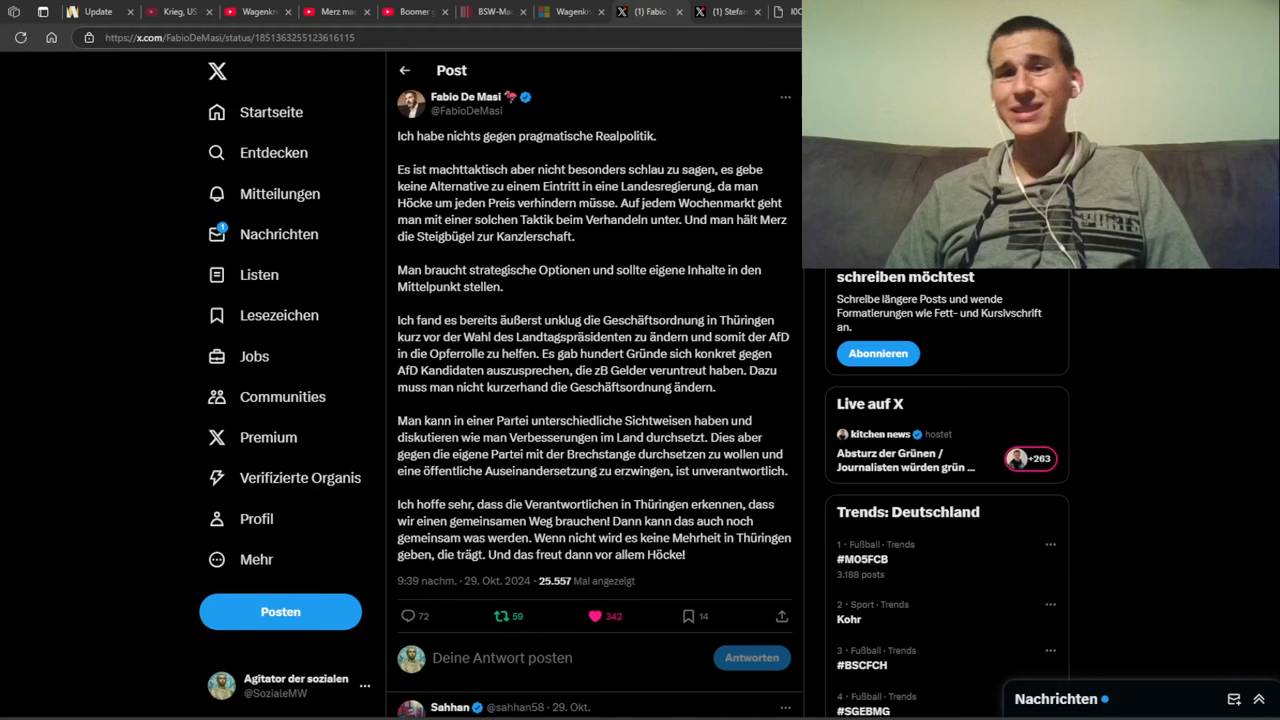 Update
Krieg, US
Wagenkn
Merz ma
Boomer g
BSW-Mac
Wagenkn
(1) Fabio D
(1) Stefan
https://x.com/FabioDeMasi/status/1851363255123616115
Startseite
Entdecken
Mitteilungen
1
Nachrichten
Listen
Lesezeichen
Jobs
Communities
Premium
Verifizierte Organis
Profil
Mehr
Posten
Agitator der sozialen
@SozialeMW
Post
Fabio De Masi
@FabioDeMasi
Ich habe nichts gegen pragmatische Realpolitik.
Es ist machttaktisch aber nicht besonders schlau zu sagen, es gebe
keine Alternative zu einem Eintritt in eine Landesregierung, da man
Höcke um jeden Preis verhindern müsse. Auf jedem Wochenmarkt geht
man mit einer solchen Taktik beim Verhandeln unter. Und man hält Merz
die Steigbügel zur Kanzlerschaft.
Man braucht strategische Optionen und sollte eigene Inhalte in den
Mittelpunkt stellen.
Ich fand es bereits äußerst unklug die Geschäftsordnung in Thüringen
kurz vor der Wahl des Landtagspräsidenten zu ändern und somit der AfD
in die Opferrolle zu helfen. Es gab hundert Gründe sich konkret gegen
AfD Kandidaten auszusprechen, die zB Gelder veruntreut haben. Dazu
muss man nicht kurzerhand die Geschäftsordnung ändern.
Man kann in einer Partei unterschiedliche Sichtweisen haben und
diskutieren wie man Verbesserungen im Land durchsetzt. Dies aber
gegen die eigene Partei mit der Brechstange durchsetzen zu wollen und
eine öffentliche Auseinandersetzung zu erzwingen, ist unverantwortlich.
Ich hoffe sehr, dass die Verantwortlichen in Thüringen erkennen, dass
wir einen gemeinsamen Weg brauchen! Dann kann das auch noch
gemeinsam was werden. Wenn nicht wird es keine Mehrheit in Thüringen
geben, die trägt. Und das freut dann vor allem Höcke!
9:39 nachm. · 29. Okt. 2024 · 25.557 Mal angezeigt
72
59
342
14
Deine Antwort posten
Antworten
Sahhan @sahhan58 · 29. Okt.
schreiben möchtest
Schreibe längere Posts und wende
Formatierungen wie Fett- und Kursivschrift
an.
Abonnieren
Live auf X
kitchen news hostet
Absturz der Grünen /
Journalisten würden grün ...
+263
Trends: Deutschland
1 · Fußball · Trends
#M05FCB
3.188 posts
2 · Sport · Trends
Kohr
3 · Fußball · Trends
#BSCFCH
4 · Fußball · Trends
#SGEBMG
Nachrichten